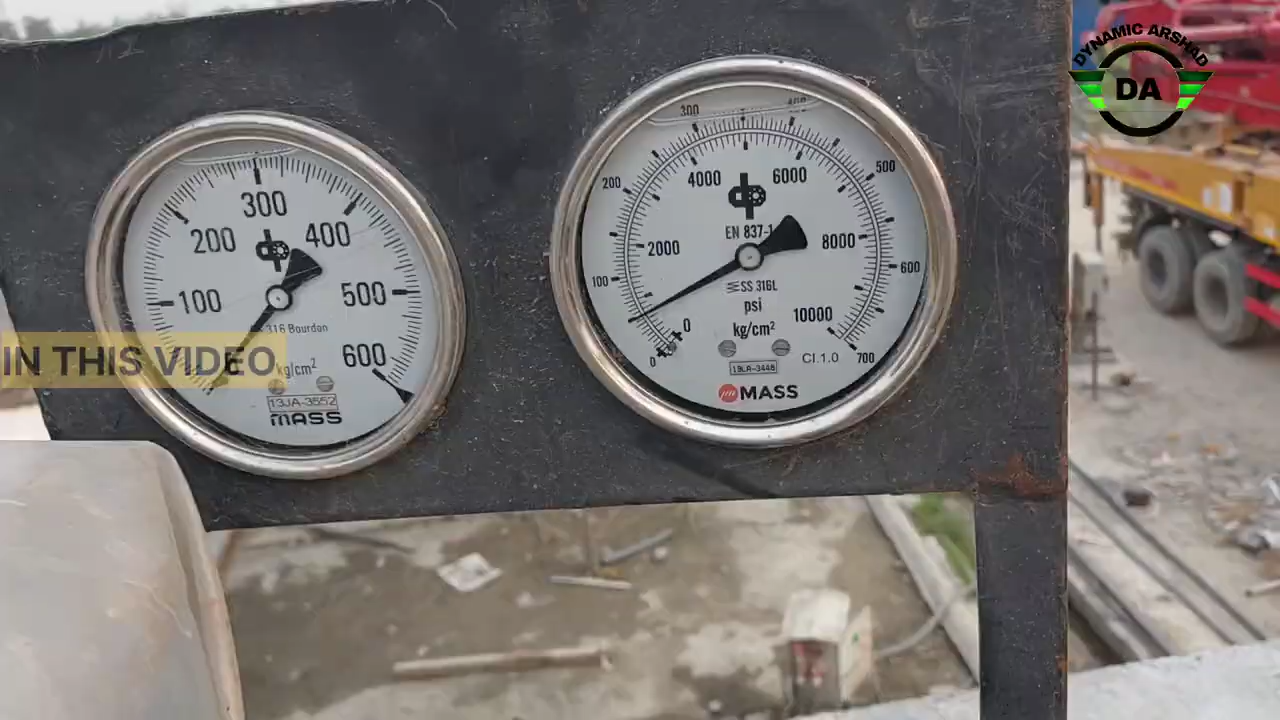 DYNAMIC ARSHAD
DA
IN THIS VIDEO
100
200
300
400
500
600
316 Bourdon
kg/cm²
13JA-3552
MASS
0
100
200
300
400
500
600
700
0
2000
4000
6000
8000
10000
EN 837-1
SS 316L
psi
kg/cm²
13LA-3448
Cl.1.0
MASS